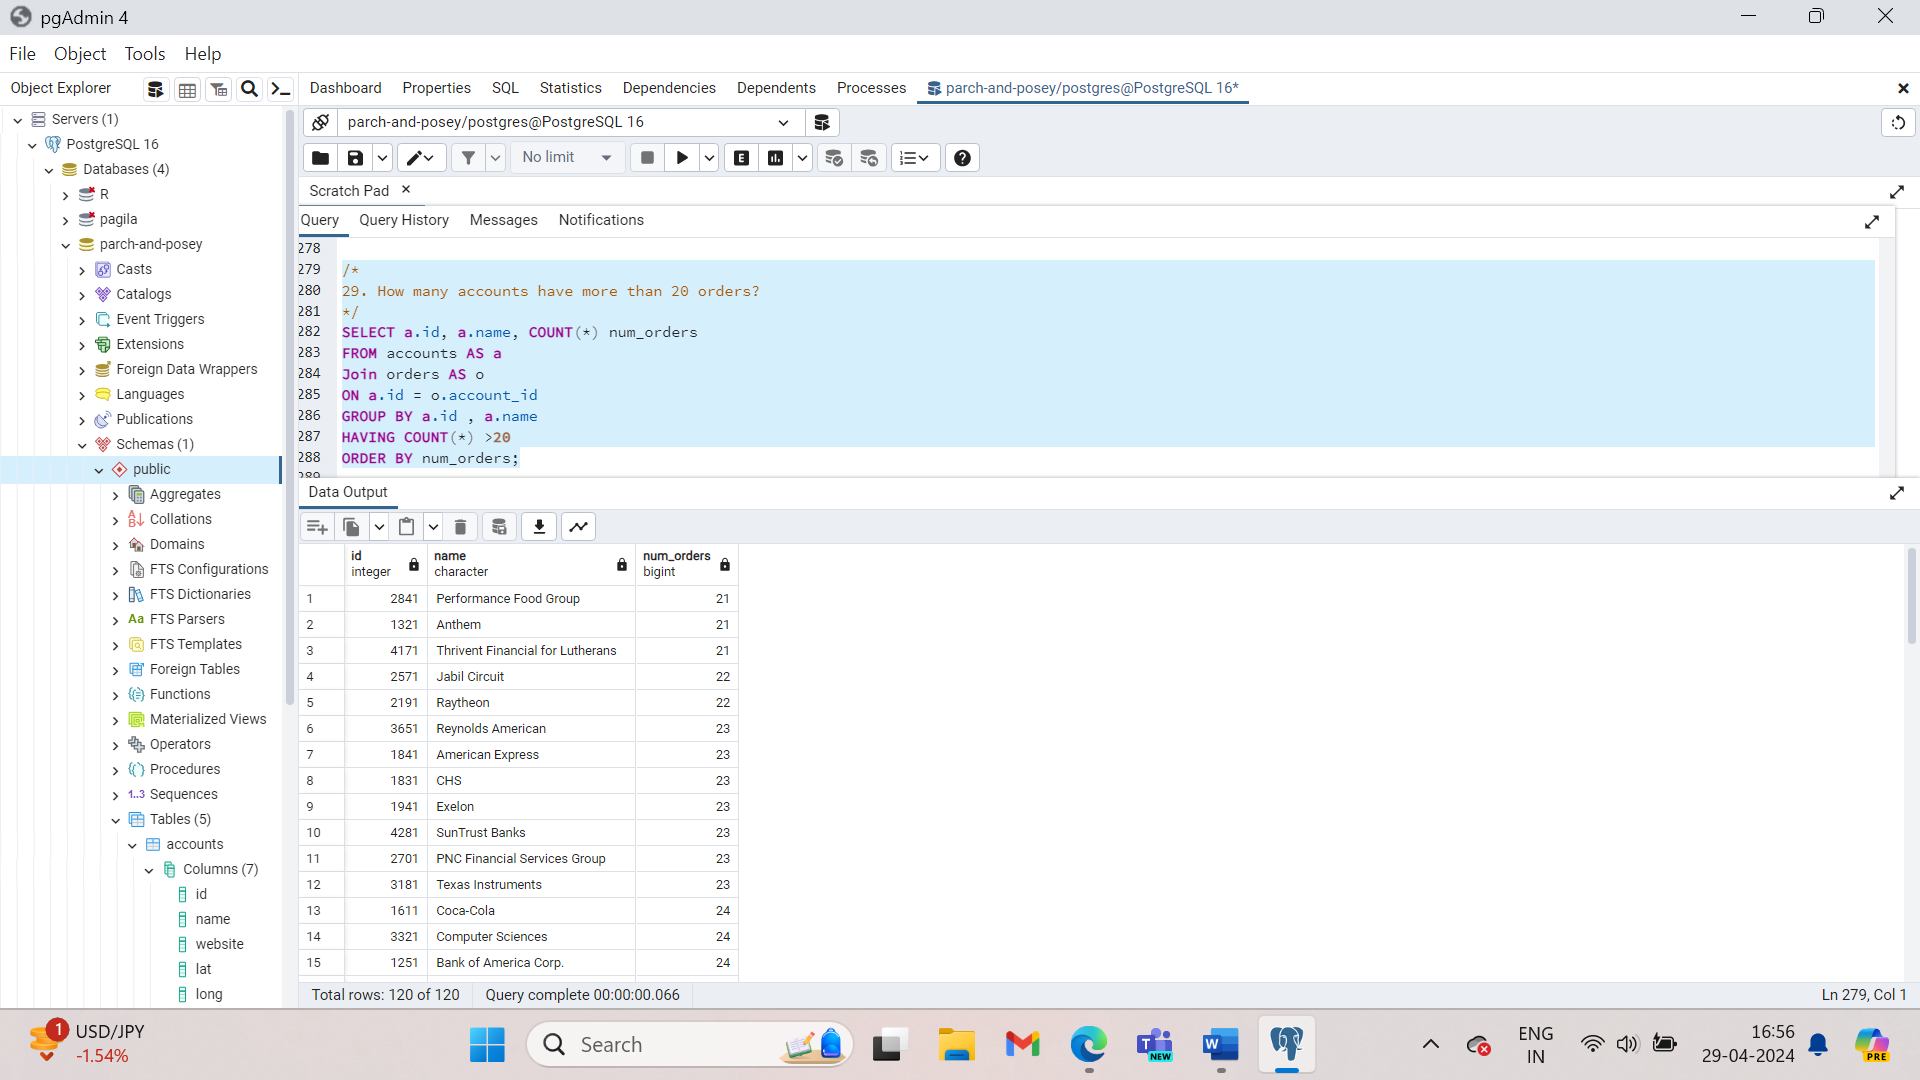 pgAdmin 4
File Object Tools Help
Object Explorer
Dashboard Properties SQL Statistics Dependencies Dependents Processes parch-and-posey/postgres@PostgreSQL 16*
Servers (1)
PostgreSQL 16
Databases (4)
R
pagila
parch-and-posey
Casts
Catalogs
Event Triggers
Extensions
Foreign Data Wrappers
Languages
Publications
Schemas (1)
public
Aggregates
Collations
Domains
FTS Configurations
FTS Dictionaries
Aa FTS Parsers
FTS Templates
Foreign Tables
Functions
Materialized Views
Operators
Procedures
1..3 Sequences
Tables (5)
accounts
Columns (7)
id
name
website
lat
long
parch-and-posey/postgres@PostgreSQL 16
No limit
E
Scratch Pad
Query Query History Messages Notifications
278
279 /*
280 29. How many accounts have more than 20 orders?
281 */
282 SELECT a.id, a.name, COUNT(*) num_orders
283 FROM accounts AS a
284 Join orders AS o
285 ON a.id = o.account_id
286 GROUP BY a.id , a.name
287 HAVING COUNT(*) >20
288 ORDER BY num_orders;
289
Data Output
id name num_orders
integer character bigint
1 2841 Performance Food Group 21
2 1321 Anthem 21
3 4171 Thrivent Financial for Lutherans 21
4 2571 Jabil Circuit 22
5 2191 Raytheon 22
6 3651 Reynolds American 23
7 1841 American Express 23
8 1831 CHS 23
9 1941 Exelon 23
10 4281 SunTrust Banks 23
11 2701 PNC Financial Services Group 23
12 3181 Texas Instruments 23
13 1611 Coca-Cola 24
14 3321 Computer Sciences 24
15 1251 Bank of America Corp. 24
Total rows: 120 of 120 Query complete 00:00:00.066 Ln 279, Col 1
1 USD/JPY
-1.54%
Search
NEW
W
ENG
IN
16:56
29-04-2024
PRE